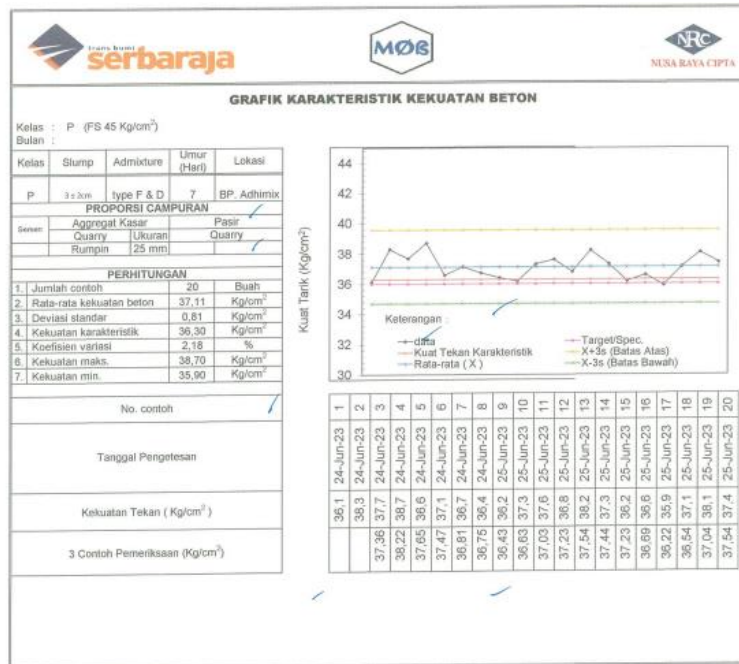 trans bumi
serbaraja
MØB
NRC
NUSA RAYA CIPTA
GRAFIK KARAKTERISTIK KEKUATAN BETON
Kelas : P (FS 45 Kg/cm²)
Bulan :
Kelas Slump Admixture Umur (Hari) Lokasi
P 3 ± 2cm type F & D 7 BP. Adhimix
PROPORSI CAMPURAN
Semen Aggregat Kasar Pasir
Quarry Ukuran Quarry
Rumpin 25 mm
PERHITUNGAN
1. Jumlah contoh 20 Buah
2. Rata-rata kekuatan beton 37,11 Kg/cm²
3. Deviasi standar 0,81 Kg/cm²
4. Kekuatan karakteristik 36,30 Kg/cm²
5. Koefisien variasi 2,18 %
6. Kekuatan maks. 38,70 Kg/cm²
7. Kekuatan min. 35,90 Kg/cm²
Kuat Tarik (Kg/cm²)
44
42
40
38
36
34
32
30
Keterangan :
data
Target/Spec.
Kuat Tekan Karakteristik
X+3s (Batas Atas)
Rata-rata ( X )
X-3s (Batas Bawah)
No. contoh 1 2 3 4 5 6 7 8 9 10 11 12 13 14 15 16 17 18 19 20
Tanggal Pengetesan 24-Jun-23 24-Jun-23 24-Jun-23 24-Jun-23 24-Jun-23 24-Jun-23 24-Jun-23 24-Jun-23 25-Jun-23 25-Jun-23 25-Jun-23 25-Jun-23 25-Jun-23 25-Jun-23 25-Jun-23 25-Jun-23 25-Jun-23 25-Jun-23 25-Jun-23 25-Jun-23
Kekuatan Tekan ( Kg/cm² ) 36,1 38,3 37,7 38,7 36,6 37,1 36,7 36,4 36,2 37,3 37,6 36,8 38,2 37,3 36,2 36,6 35,9 37,1 38,1 37,4
3 Contoh Pemeriksaan (Kg/cm²) 37,36 38,22 37,65 37,47 36,81 36,75 36,43 36,63 37,03 37,23 37,54 37,44 37,23 36,69 36,22 36,54 37,04 37,54